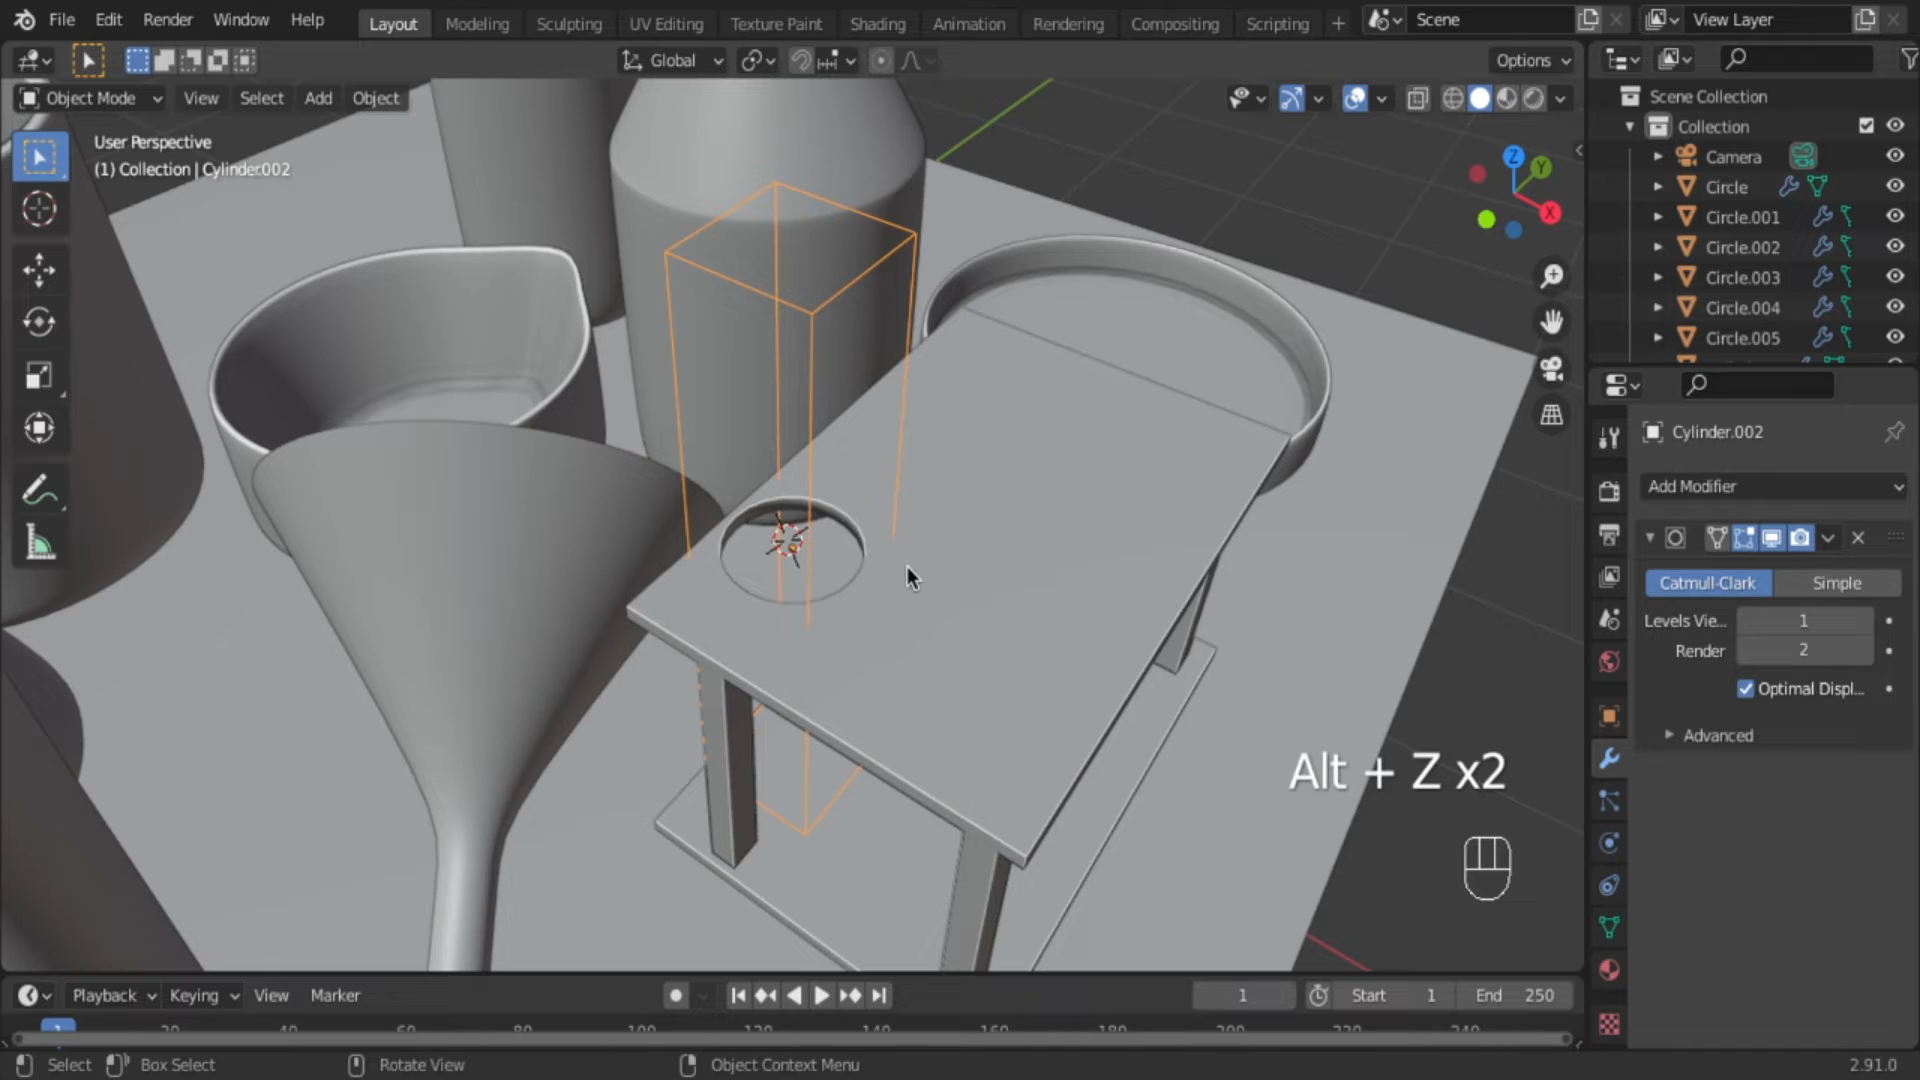 File Edit Render Window Help
Layout Modeling Sculpting UV Editing Texture Paint Shading Animation Rendering Compositing Scripting +
Scene
View Layer
Global
Options
Object Mode View Select Add Object
User Perspective
(1) Collection | Cylinder.002
Z
Y
X
Scene Collection
Collection
Camera
Circle
Circle.001
Circle.002
Circle.003
Circle.004
Circle.005
Cylinder.002
Add Modifier
Catmull-Clark Simple
Levels Vie... 1
Render 2
Optimal Displ...
Advanced
Alt + Z x2
Playback Keying View Marker
1
Start 1
End 250
1
Select Box Select Rotate View Object Context Menu
2.91.0